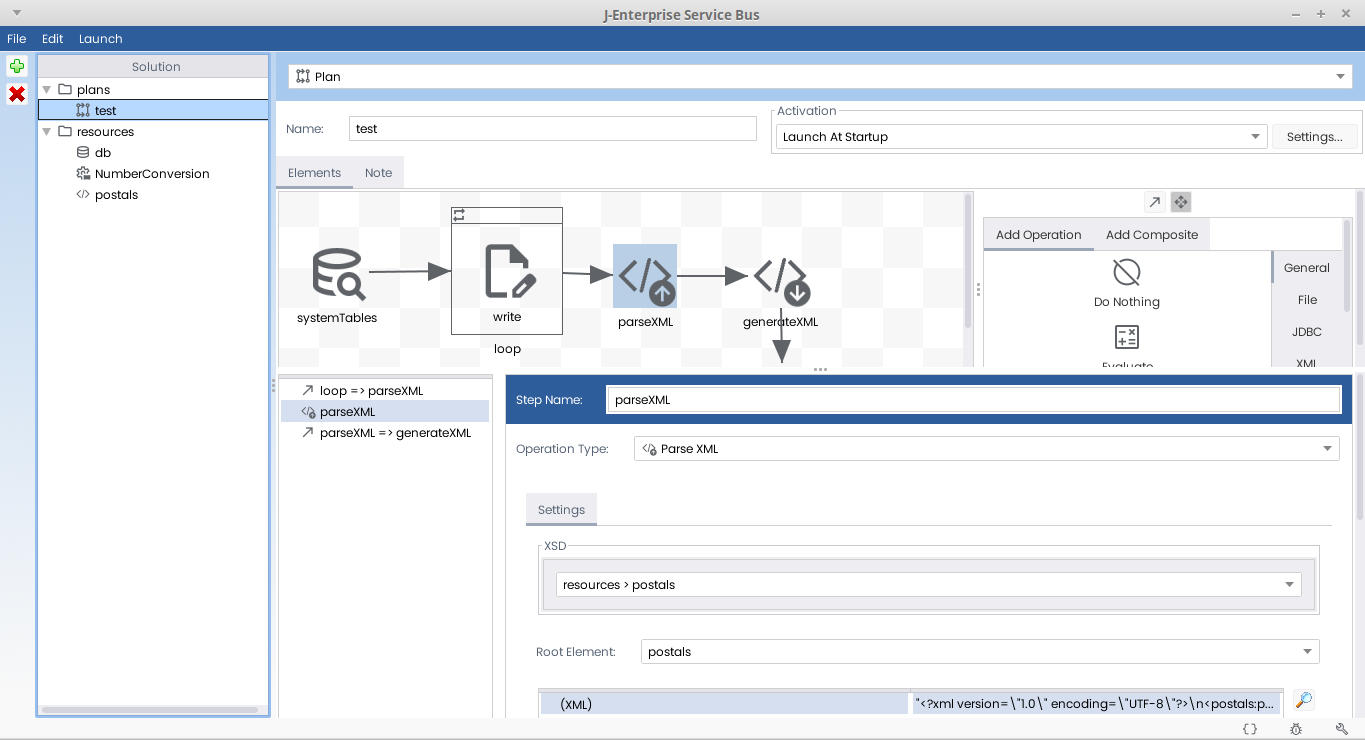 J-Enterprise Service Bus
File Edit Launch
Solution
plans
test
resources
db
NumberConversion
postals
Plan
Name: test
Activation
Launch At Startup
Settings...
Elements Note
systemTables
write
loop
parseXML
generateXML
Add Operation Add Composite
Do Nothing
Evaluate
General
File
JDBC
XML
loop => parseXML
parseXML
parseXML => generateXML
Step Name: parseXML
Operation Type: Parse XML
Settings
XSD
resources > postals
Root Element: postals
(XML) "<?xml version=\"1.0\" encoding=\"UTF-8\"?>\n<postals:p...